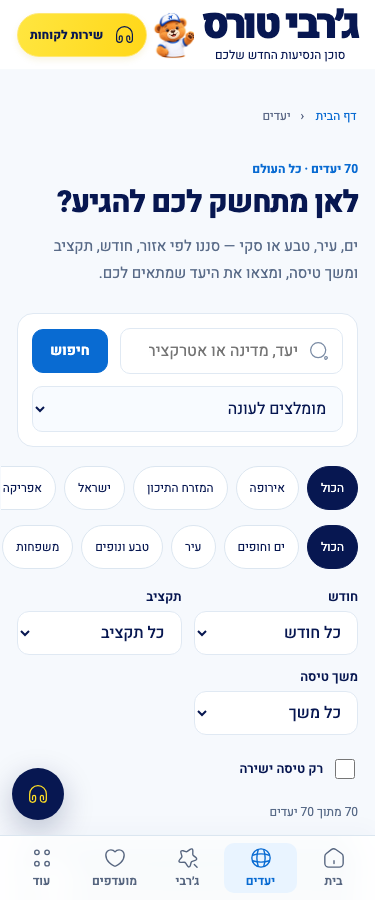 ג'רבי טורס
סוכן הנסיעות החדש שלכם
שירות לקוחות
דף הבית › יעדים
70 יעדים · כל העולם
לאן מתחשק לכם להגיע?
ים, עיר, טבע או סקי — סננו לפי אזור, חודש, תקציב
ומשך טיסה, ומצאו את היעד שמתאים לכם.
יעד, מדינה או אטרקציר
חיפוש
מומלצים לעונה
הכול אירופה המזרח התיכון ישראל אפריקה
הכול ים וחופים עיר טבע ונופים משפחות
חודש תקציב
כל חודש כל תקציב
משך טיסה
כל משך
רק טיסה ישירה
70 מתוך 70 יעדים
בית יעדים ג'רבי מועדפים עוד